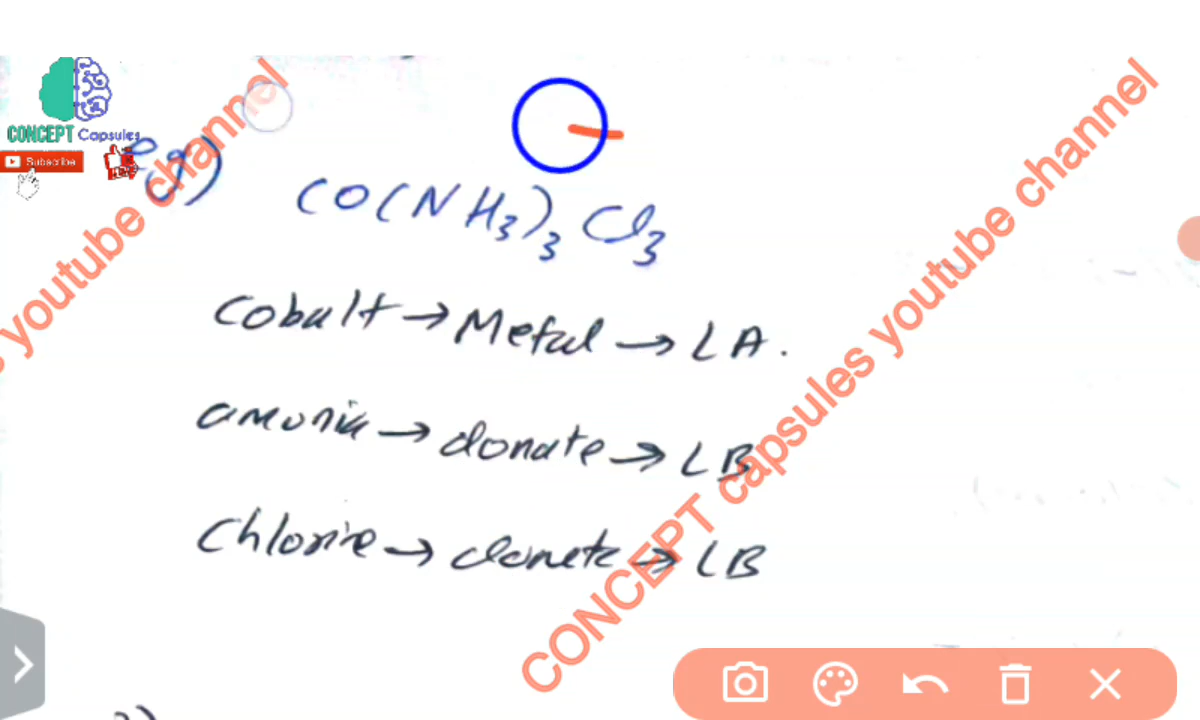 CONCEPT Capsules
Subscribe
eg) CO(NH3)3 Cl3
Cobalt → Metal → LA.
amonia → donate → LB
Chlorine → donate → LB
CONCEPT capsules youtube channel
s youtube channel